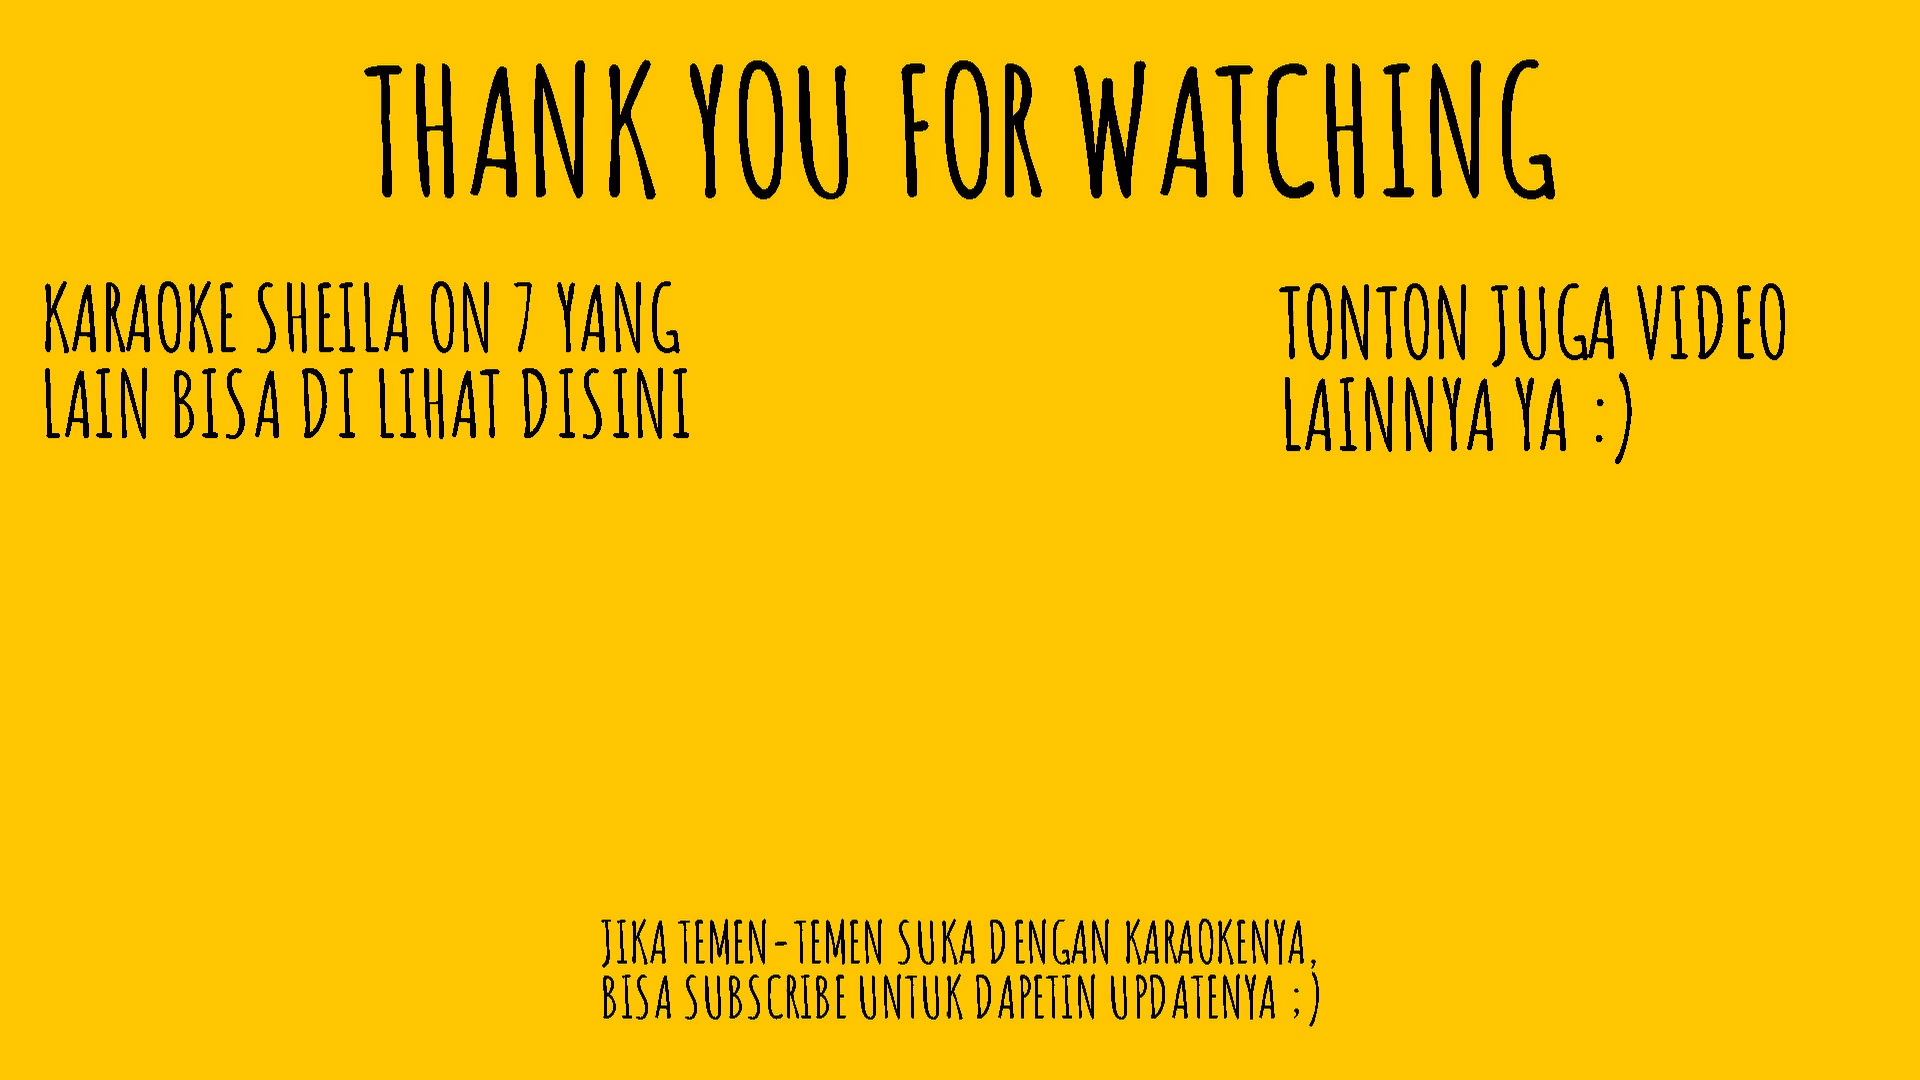 THANK YOU FOR WATCHING
KARAOKE SHEILA ON 7 YANG
LAIN BISA DI LIHAT DISINI
TONTON JUGA VIDEO
LAINNYA YA :)
JIKA TEMEN-TEMEN SUKA DENGAN KARAOKENYA,
BISA SUBSCRIBE UNTUK DAPETIN UPDATENYA ;)